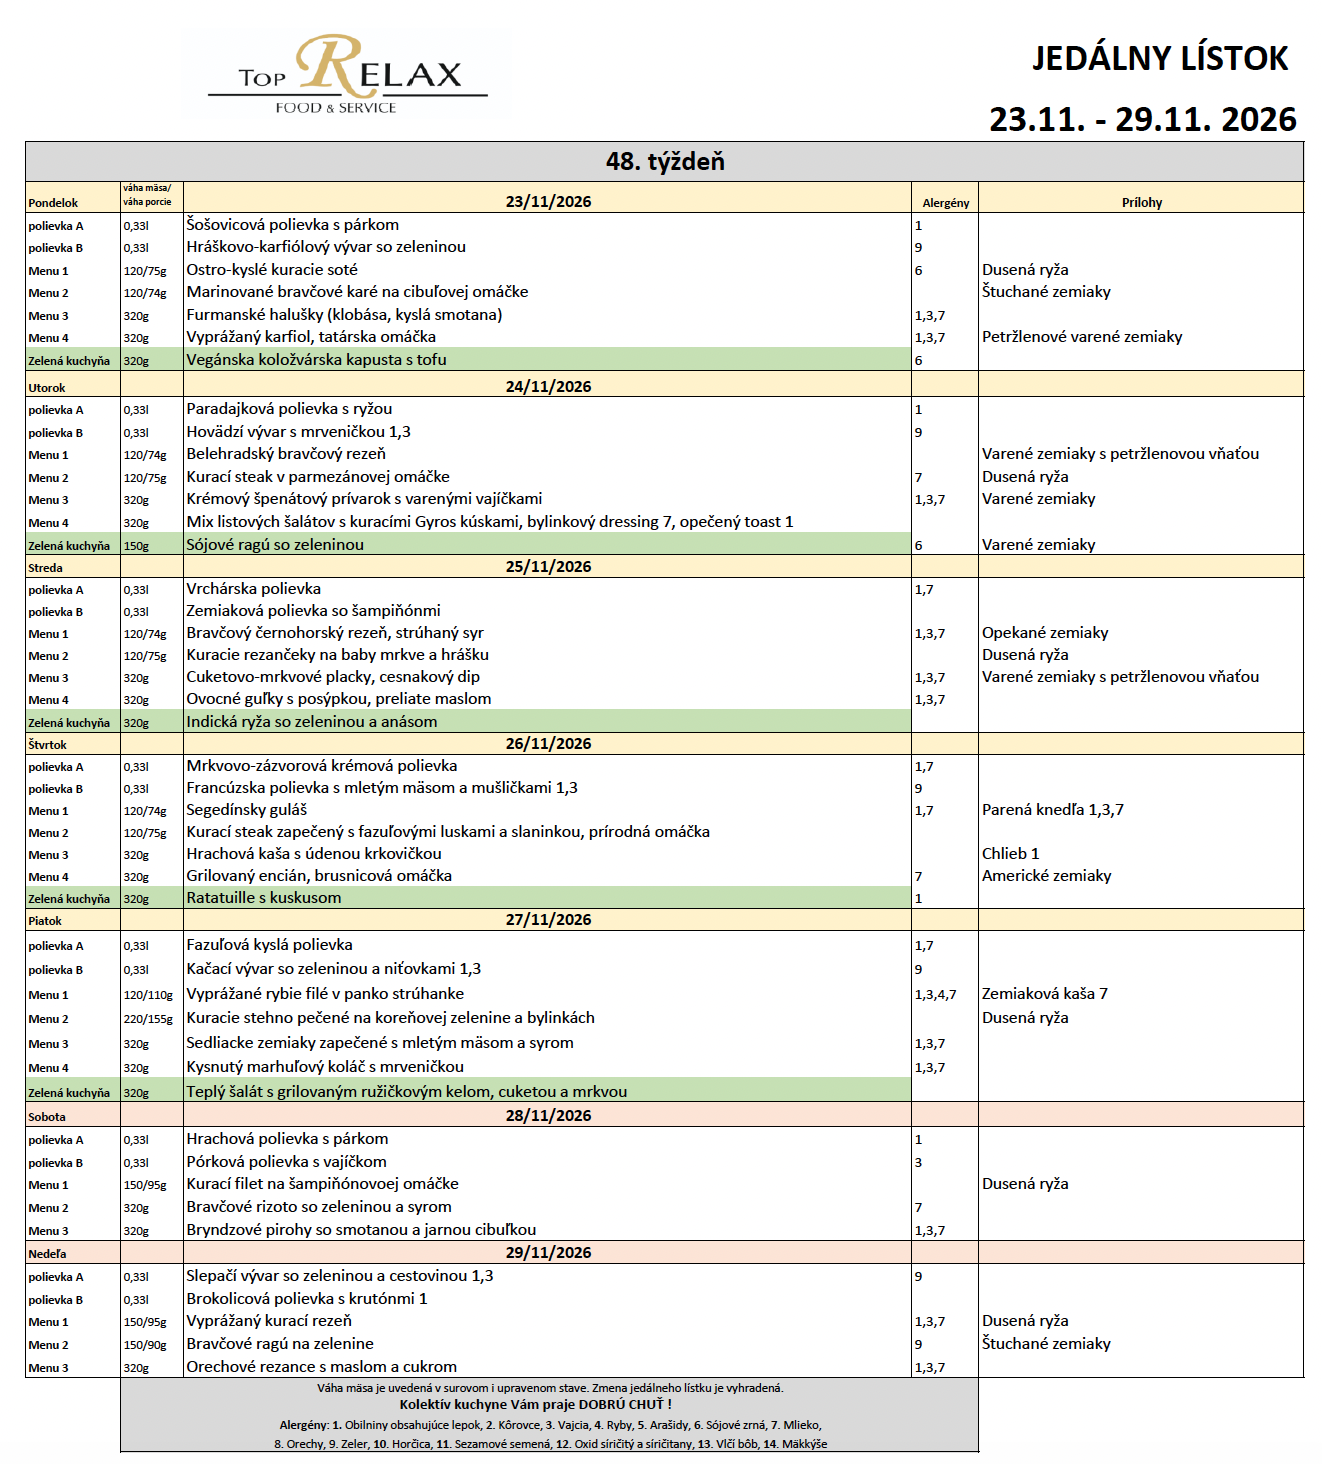 TOP RELAX
FOOD & SERVICE
JEDÁLNY LÍSTOK
23.11. - 29.11. 2026
48. týždeň
Pondelok váha mäsa/ váha porcie 23/11/2026 Alergény Prílohy
polievka A 0,33l Šošovicová polievka s párkom 1
polievka B 0,33l Hráškovo-karfiólový vývar so zeleninou 9
Menu 1 120/75g Ostro-kyslé kuracie soté 6 Dusená ryža
Menu 2 120/74g Marinované bravčové karé na cibuľovej omáčke Štuchané zemiaky
Menu 3 320g Furmanské halušky (klobása, kyslá smotana) 1,3,7
Menu 4 320g Vyprážaný karfiol, tatárska omáčka 1,3,7 Petržlenové varené zemiaky
Zelená kuchyňa 320g Vegánska koložvárska kapusta s tofu 6
Utorok 24/11/2026
polievka A 0,33l Paradajková polievka s ryžou 1
polievka B 0,33l Hovädzí vývar s mrveničkou 1,3 9
Menu 1 120/74g Belehradský bravčový rezeň Varené zemiaky s petržlenovou vňaťou
Menu 2 120/75g Kurací steak v parmezánovej omáčke 7 Dusená ryža
Menu 3 320g Krémový špenátový prívarok s varenými vajíčkami 1,3,7 Varené zemiaky
Menu 4 320g Mix listových šalátov s kuracími Gyros kúskami, bylinkový dressing 7, opečený toast 1
Zelená kuchyňa 150g Sójové ragú so zeleninou 6 Varené zemiaky
Streda 25/11/2026
polievka A 0,33l Vrchárska polievka 1,7
polievka B 0,33l Zemiaková polievka so šampiňónmi
Menu 1 120/74g Bravčový černohorský rezeň, strúhaný syr 1,3,7 Opekané zemiaky
Menu 2 120/75g Kuracie rezančeky na baby mrkve a hrášku Dusená ryža
Menu 3 320g Cuketovo-mrkvové placky, cesnakový dip 1,3,7 Varené zemiaky s petržlenovou vňaťou
Menu 4 320g Ovocné guľky s posýpkou, preliate maslom 1,3,7
Zelená kuchyňa 320g Indická ryža so zeleninou a anásom
Štvrtok 26/11/2026
polievka A 0,33l Mrkvovo-zázvorová krémová polievka 1,7
polievka B 0,33l Francúzska polievka s mletým mäsom a mušličkami 1,3 9
Menu 1 120/74g Segedínsky guláš 1,7 Parená knedľa 1,3,7
Menu 2 120/75g Kurací steak zapečený s fazuľovými luskami a slaninkou, prírodná omáčka
Menu 3 320g Hrachová kaša s údenou krkovičkou Chlieb 1
Menu 4 320g Grilovaný encián, brusnicová omáčka 7 Americké zemiaky
Zelená kuchyňa 320g Ratatuille s kuskusom 1
Piatok 27/11/2026
polievka A 0,33l Fazuľová kyslá polievka 1,7
polievka B 0,33l Kačací vývar so zeleninou a niťovkami 1,3 9
Menu 1 120/110g Vyprážané rybie filé v panko strúhanke 1,3,4,7 Zemiaková kaša 7
Menu 2 220/155g Kuracie stehno pečené na koreňovej zelenine a bylinkách Dusená ryža
Menu 3 320g Sedliacke zemiaky zapečené s mletým mäsom a syrom 1,3,7
Menu 4 320g Kysnutý marhuľový koláč s mrveničkou 1,3,7
Zelená kuchyňa 320g Teplý šalát s grilovaným ružičkovým kelom, cuketou a mrkvou
Sobota 28/11/2026
polievka A 0,33l Hrachová polievka s párkom 1
polievka B 0,33l Pórková polievka s vajíčkom 3
Menu 1 150/95g Kurací filet na šampiňónovoej omáčke Dusená ryža
Menu 2 320g Bravčové rizoto so zeleninou a syrom 7
Menu 3 320g Bryndzové pirohy so smotanou a jarnou cibuľkou 1,3,7
Nedeľa 29/11/2026
polievka A 0,33l Slepačí vývar so zeleninou a cestovinou 1,3 9
polievka B 0,33l Brokolicová polievka s krutónmi 1
Menu 1 150/95g Vyprážaný kurací rezeň 1,3,7 Dusená ryža
Menu 2 150/90g Bravčové ragú na zelenine 9 Štuchané zemiaky
Menu 3 320g Orechové rezance s maslom a cukrom 1,3,7
Váha mäsa je uvedená v surovom i upravenom stave. Zmena jedálneho lístku je vyhradená.
Kolektív kuchyne Vám praje DOBRÚ CHUŤ !
Alergény: 1. Obilniny obsahujúce lepok, 2. Kôrovce, 3. Vajcia, 4. Ryby, 5. Arašidy, 6. Sójové zrná, 7. Mlieko,
8. Orechy, 9. Zeler, 10. Horčica, 11. Sezamové semená, 12. Oxid siričitý a siričitany, 13. Vlčí bôb, 14. Mäkkýše